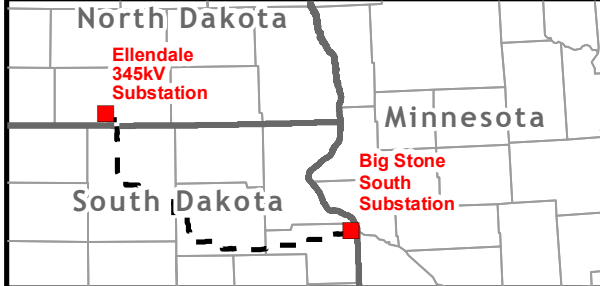 North Dakota
Ellendale
345kV
Substation
Minnesota
Big Stone
South
Substation
South Dakota